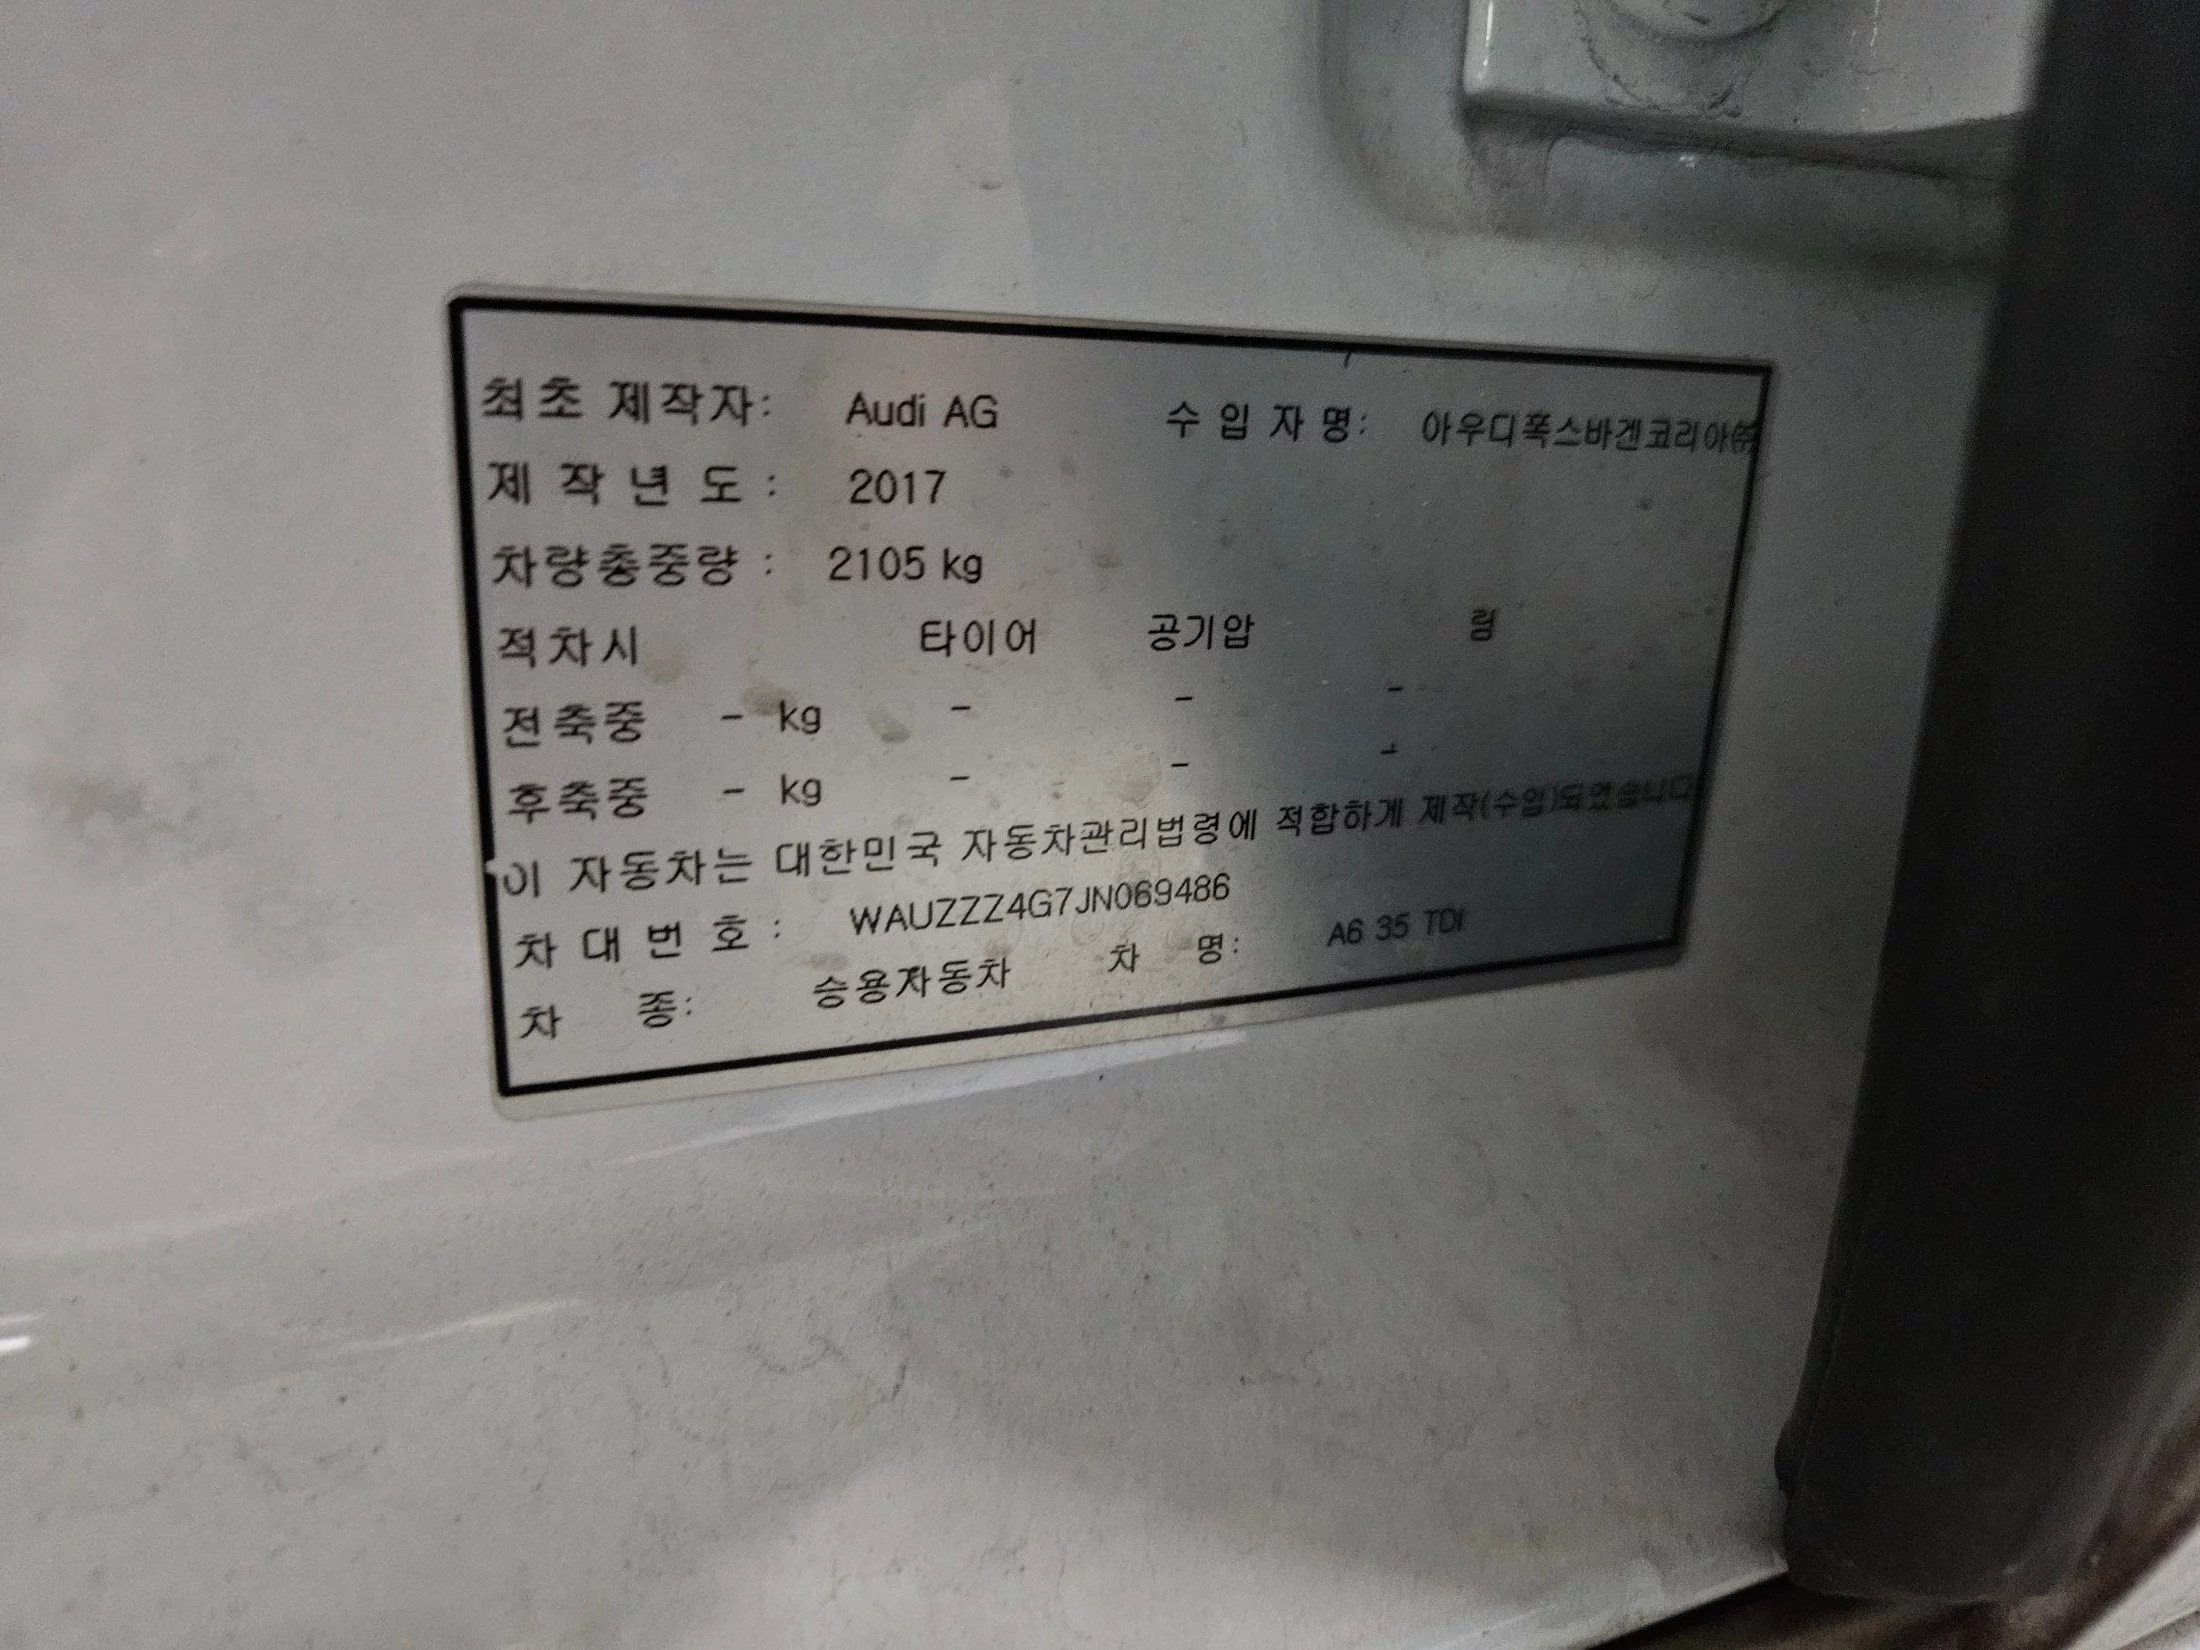 최초 제작자: Audi AG 수 입 자 명: 아우디폭스바겐코리아㈜
제 작 년 도 : 2017
차량총중량 : 2105 kg
적차시 타이어 공기압 림
전축중 - kg - - -
후축중 - kg - - -
이 자동차는 대한민국 자동차관리법령에 적합하게 제작(수입)되었습니다
차 대 번 호 : WAUZZZ4G7JN069486
차 종: 승용자동차 차 명: A6 35 TDI